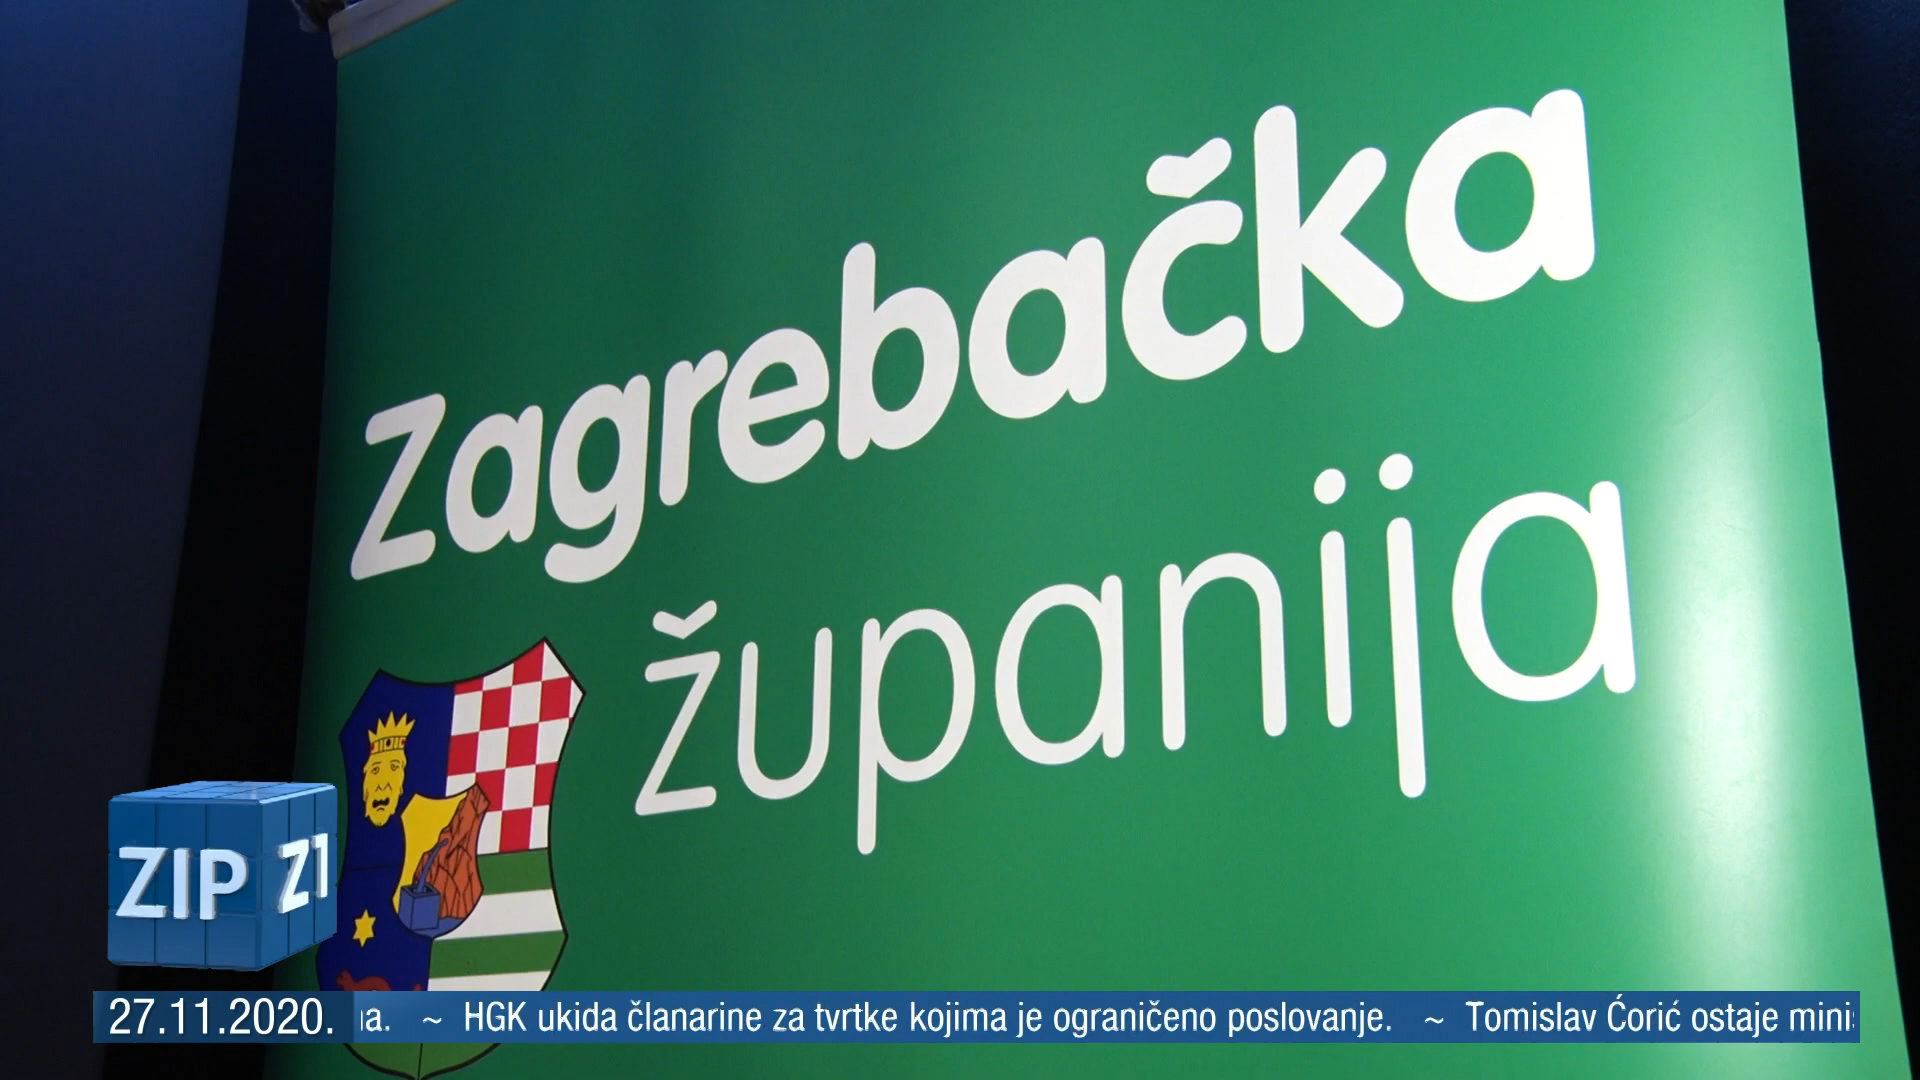 Zagrebačka
županija
ZIP Z1
27.11.2020. a. ~ HGK ukida članarine za tvrtke kojima je ograničeno poslovanje. ~ Tomislav Ćorić ostaje